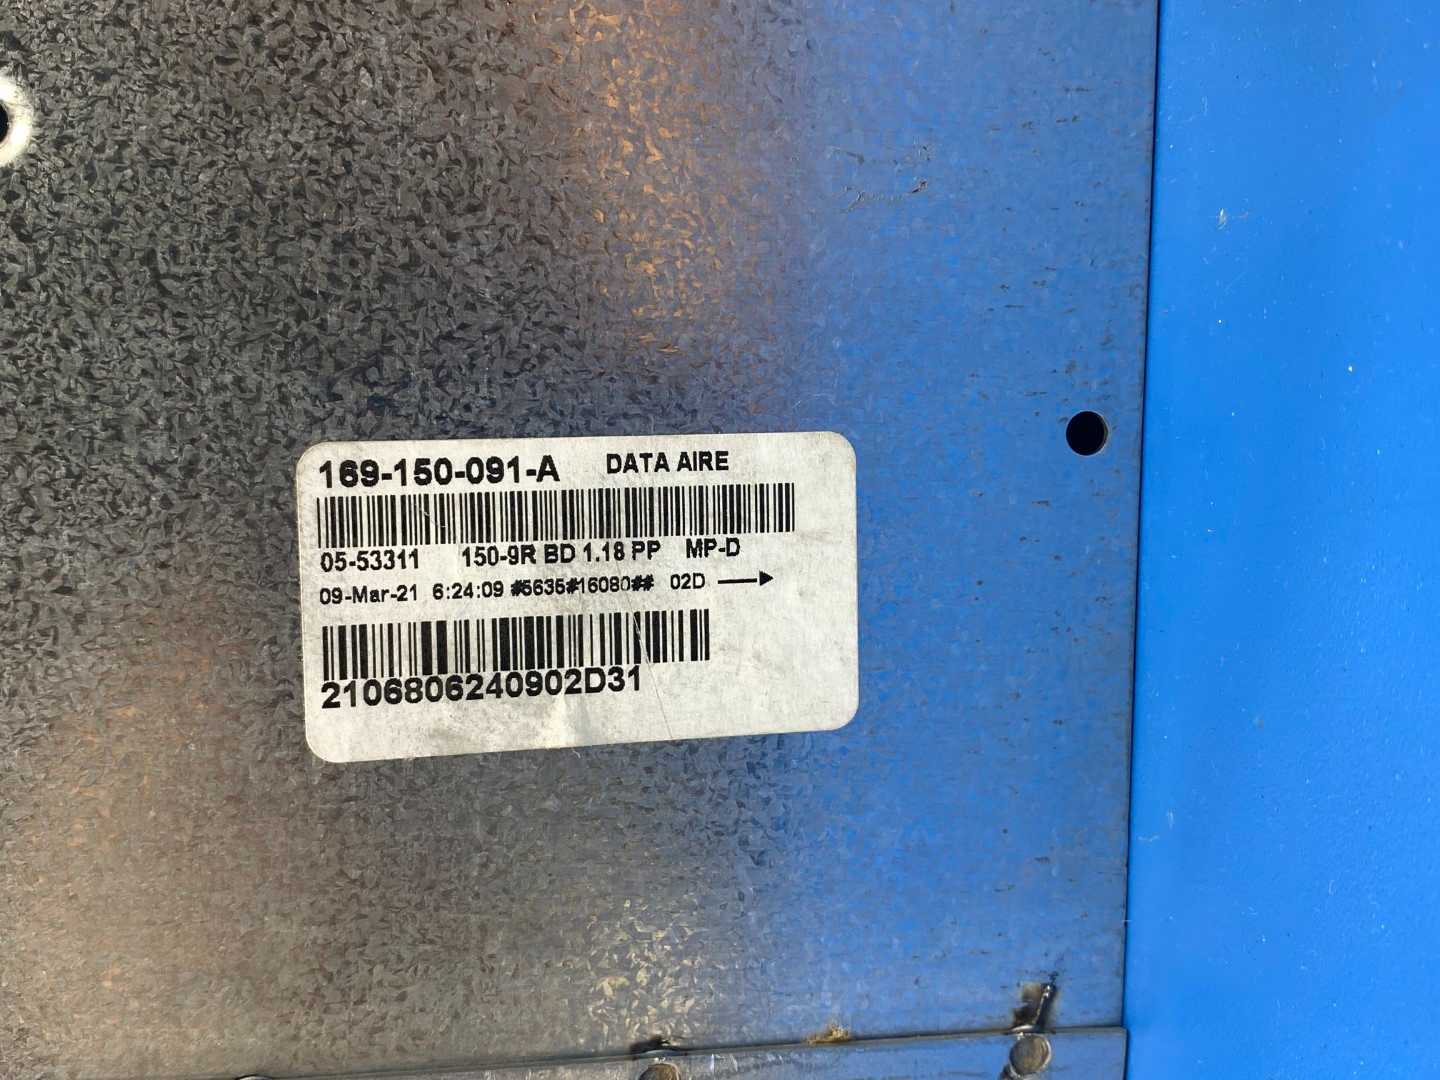 169-150-091-A DATA AIRE
05-53311 150-9R BD 1.18 PP MP-D
09-Mar-21 6:24:09 #5635#16080## 02D
2106806240902D31